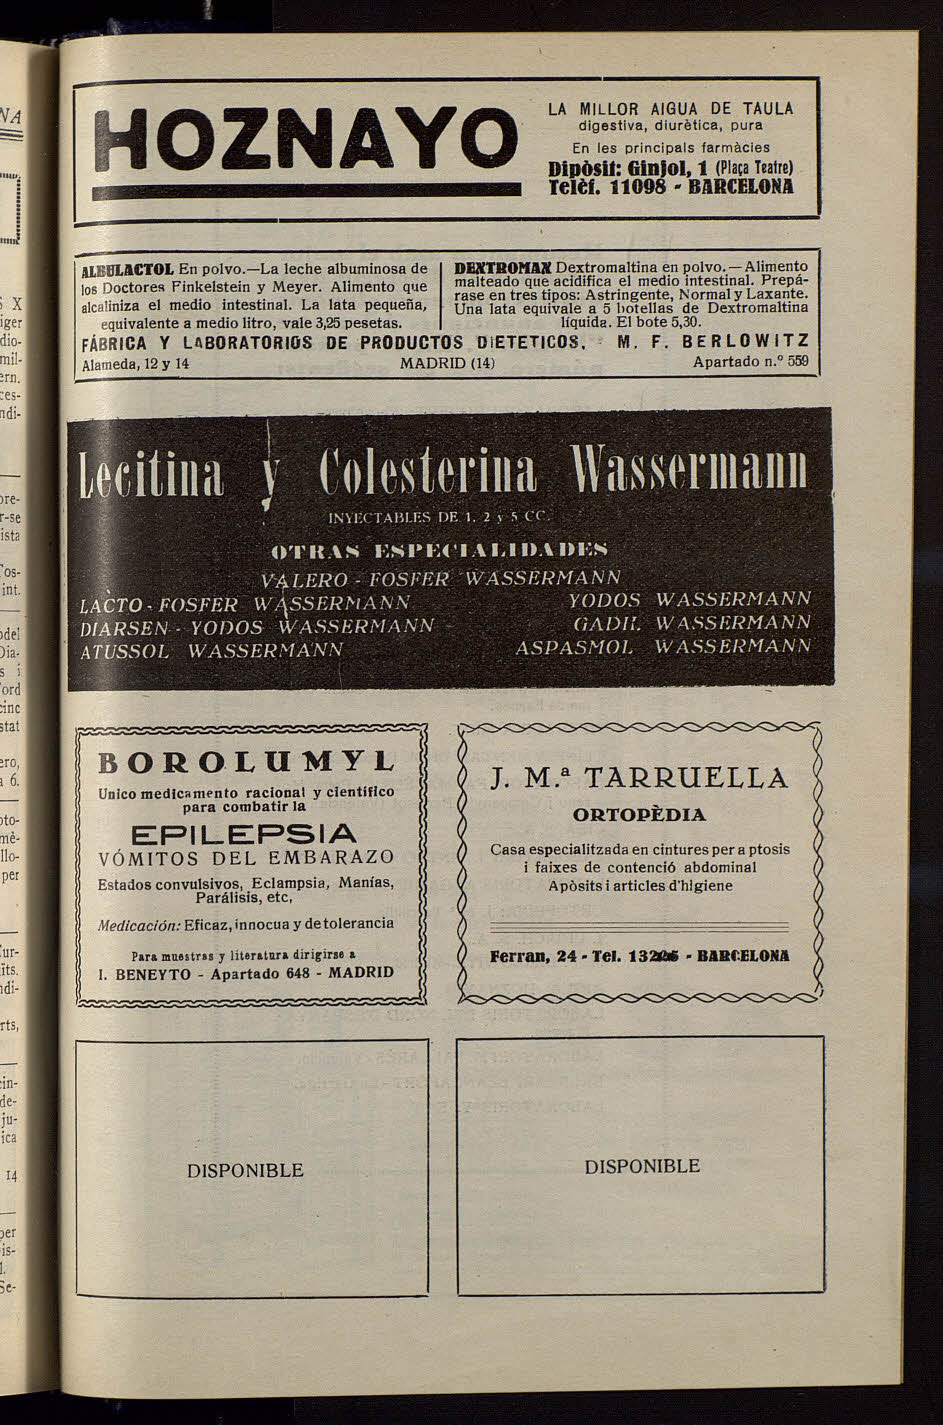 HOZNAYO
LA MILLOR AIGUA DE TAULA
digestiva, diurètica, pura
En les principals farmàcies
Dipòsit: Ginjol, 1 (Plaça Teatre)
Telèf. 11098 - BARCELONA
ALBULACTOL En polvo.—La leche albuminosa de
los Doctores Finkelstein y Meyer. Alimento que
alcaliniza el medio intestinal. La lata pequeña,
equivalente a medio litro, vale 3,25 pesetas.
DEXTROMAX Dextromaltina en polvo.—Alimento
malteado que acidifica el medio intestinal. Prepá-
rase en tres tipos: Astringente, Normal y Laxante.
Una lata equivale a 5 botellas de Dextromaltina
líquida. El bote 5,30.
FÁBRICA Y LABORATORIOS DE PRODUCTOS DIETETICOS. M. F. BERLOWITZ
Alameda, 12 y 14 MADRID (14) Apartado n.º 559
Lecitina y Colesterina Wassermann
INYECTABLES DE 1, 2 y 5 CC.
OTRAS ESPECIALIDADES
VALERO - FOSFER WASSERMANN
LACTO - FOSFER WASSERMANN YODOS WASSERMANN
DIARSEN - YODOS WASSERMANN GADIL WASSERMANN
ATUSSOL WASSERMANN ASPASMOL WASSERMANN
BOROLUMYL
Unico medicamento racional y científico
para combatir la
EPILEPSIA
VÓMITOS DEL EMBARAZO
Estados convulsivos, Eclampsia, Manías,
Parálisis, etc,
Medicación: Eficaz, innocua y de tolerancia
Para muestras y literatura dirigirse a
I. BENEYTO - Apartado 648 - MADRID
J. M.ª TARRUELLA
ORTOPÈDIA
Casa especialitzada en cintures per a ptosis
i faixes de contenció abdominal
Apòsits i articles d'higiene
Ferran, 24 - Tel. - BARCELONA
DISPONIBLE
DISPONIBLE